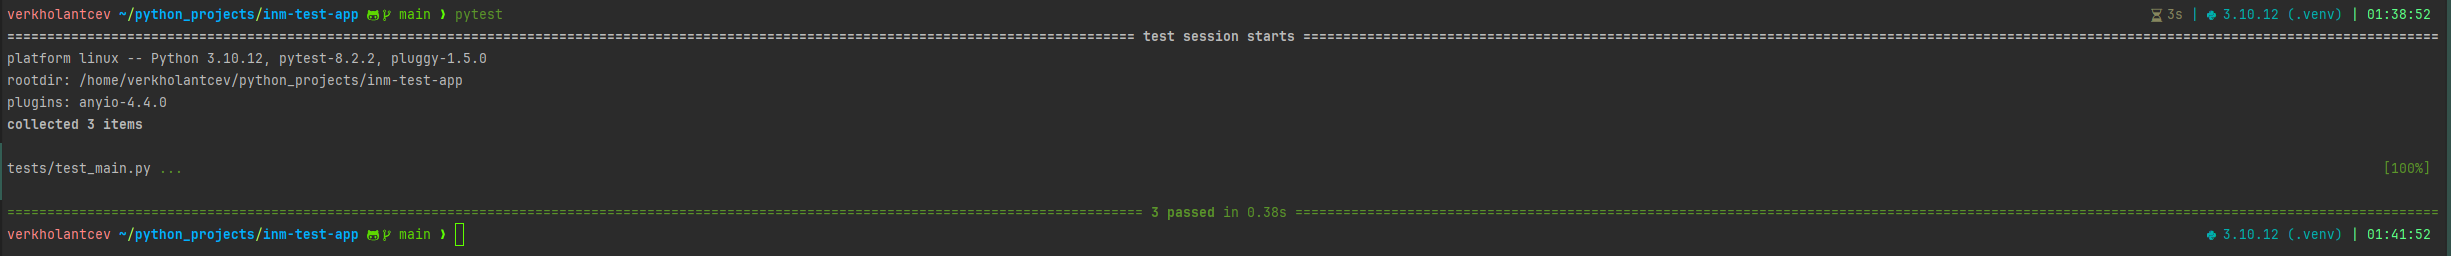 verkholantcev ~/python_projects/inm-test-app main ❯ pytest 3s | 3.10.12 (.venv) | 01:38:52
============================================================ test session starts ============================================================
platform linux -- Python 3.10.12, pytest-8.2.2, pluggy-1.5.0
rootdir: /home/verkholantcev/python_projects/inm-test-app
plugins: anyio-4.4.0
collected 3 items
tests/test_main.py ... [100%]
============================================================ 3 passed in 0.38s ============================================================
verkholantcev ~/python_projects/inm-test-app main ❯ 3.10.12 (.venv) | 01:41:52